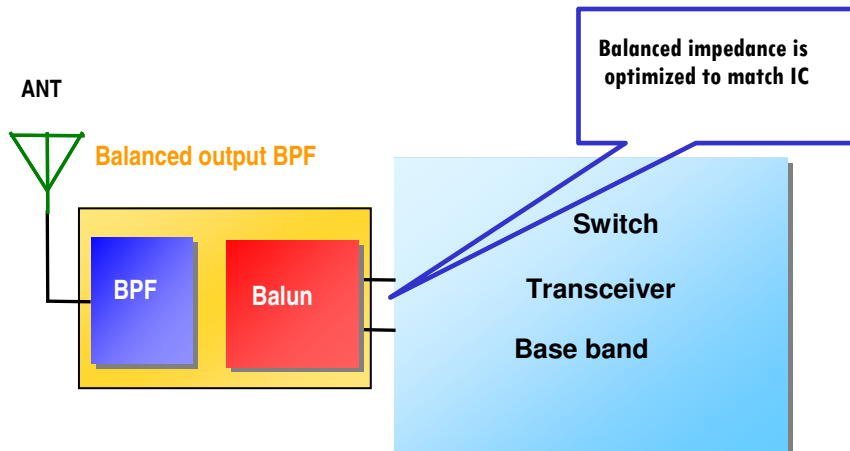 Balanced impedance is
optimized to match IC
ANT
Balanced output BPF
Switch
BPF
Balun
Transceiver
Base band